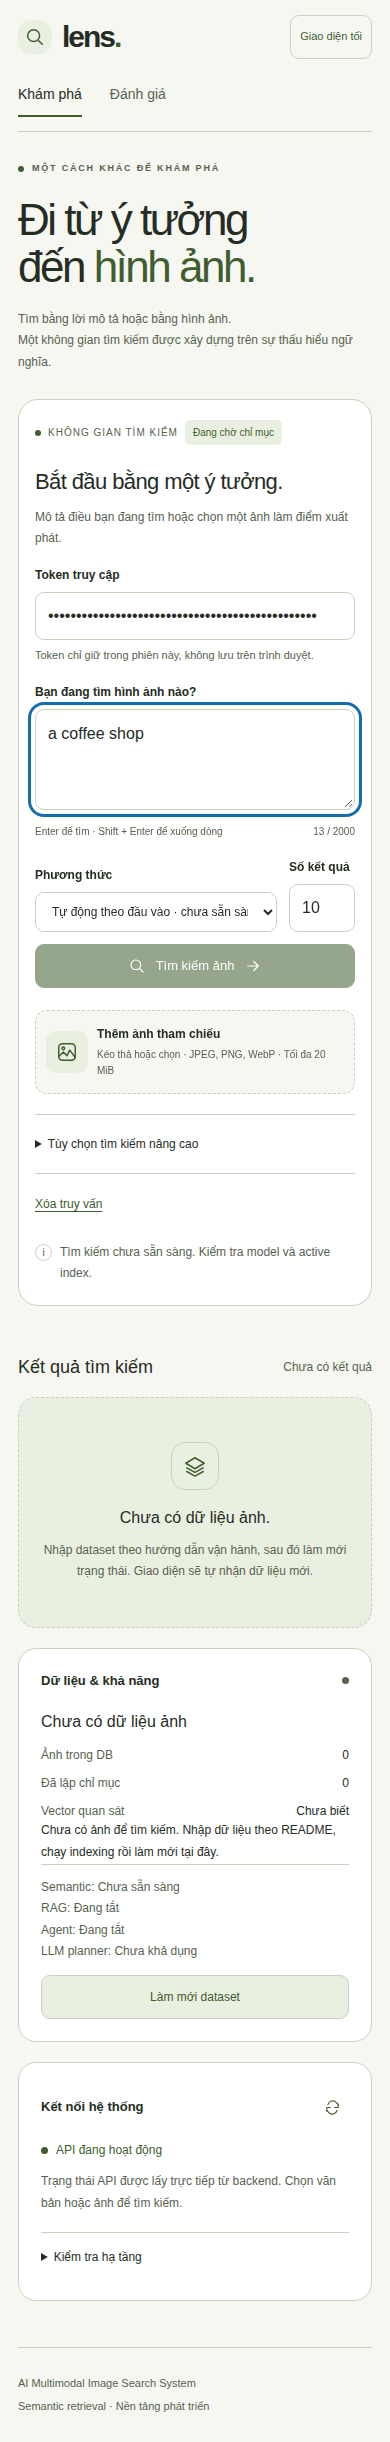 lens.
Giao diện tối
Khám phá
Đánh giá
MỘT CÁCH KHÁC ĐỂ KHÁM PHÁ
Đi từ ý tưởng
đến hình ảnh.
Tìm bằng lời mô tả hoặc bằng hình ảnh.
Một không gian tìm kiếm được xây dựng trên sự thấu hiểu ngữ
nghĩa.
KHÔNG GIAN TÌM KIẾM
Đang chờ chỉ mục
Bắt đầu bằng một ý tưởng.
Mô tả điều bạn đang tìm hoặc chọn một ảnh làm điểm xuất
phát.
Token truy cập
Token chỉ giữ trong phiên này, không lưu trên trình duyệt.
Bạn đang tìm hình ảnh nào?
a coffee shop
Enter để tìm · Shift + Enter để xuống dòng
13 / 2000
Phương thức
Số kết quả
Tự động theo đầu vào · chưa sẵn sà
10
Tìm kiếm ảnh
Thêm ảnh tham chiếu
Kéo thả hoặc chọn · JPEG, PNG, WebP · Tối đa 20
MiB
Tùy chọn tìm kiếm nâng cao
Xóa truy vấn
i
Tìm kiếm chưa sẵn sàng. Kiểm tra model và active
index.
Kết quả tìm kiếm
Chưa có kết quả
Chưa có dữ liệu ảnh.
Nhập dataset theo hướng dẫn vận hành, sau đó làm mới
trạng thái. Giao diện sẽ tự nhận dữ liệu mới.
Dữ liệu & khả năng
Chưa có dữ liệu ảnh
Ảnh trong DB
0
Đã lập chỉ mục
0
Vector quan sát
Chưa biết
Chưa có ảnh để tìm kiếm. Nhập dữ liệu theo README,
chạy indexing rồi làm mới tại đây.
Semantic: Chưa sẵn sàng
RAG: Đang tắt
Agent: Đang tắt
LLM planner: Chưa khả dụng
Làm mới dataset
Kết nối hệ thống
API đang hoạt động
Trạng thái API được lấy trực tiếp từ backend. Chọn văn
bản hoặc ảnh để tìm kiếm.
Kiểm tra hạ tầng
AI Multimodal Image Search System
Semantic retrieval · Nền tảng phát triển